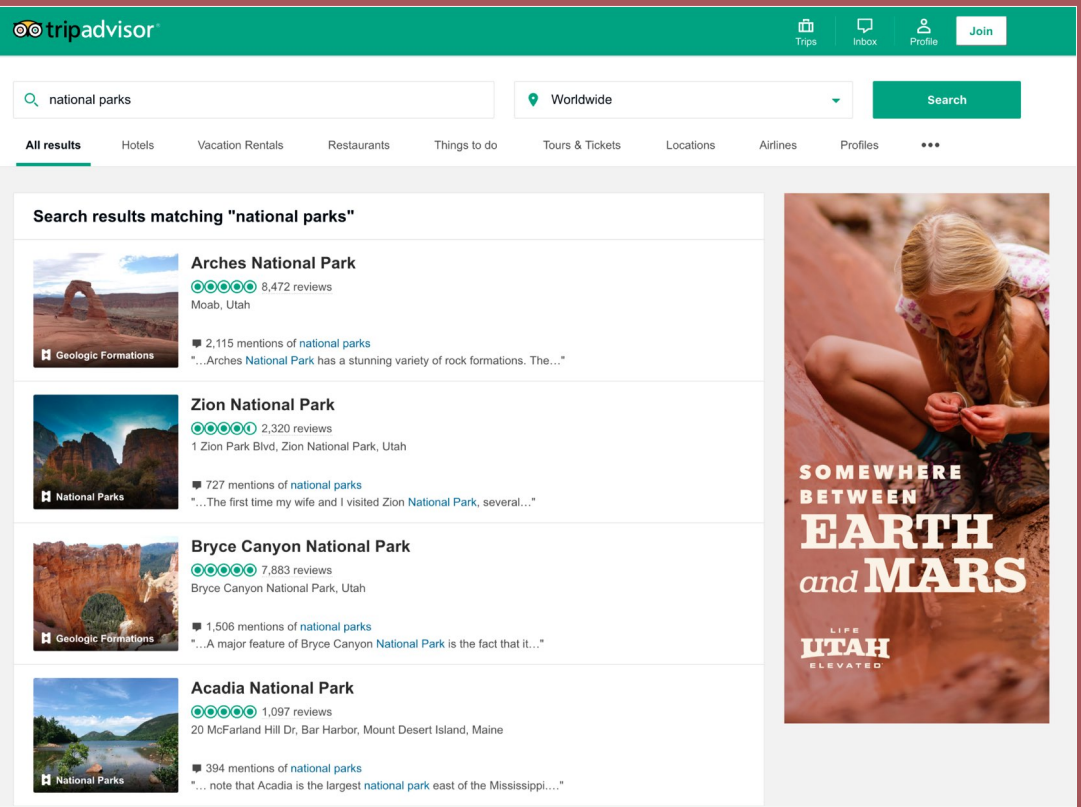 tripadvisor®
Trips
Inbox
Profile
Join
national parks
Worldwide
Search
All results
Hotels
Vacation Rentals
Restaurants
Things to do
Tours & Tickets
Locations
Airlines
Profiles
Search results matching "national parks"
Arches National Park
8,472 reviews
Moab, Utah
2,115 mentions of national parks
"…Arches National Park has a stunning variety of rock formations. The…"
Geologic Formations
Zion National Park
2,320 reviews
1 Zion Park Blvd, Zion National Park, Utah
727 mentions of national parks
"…The first time my wife and I visited Zion National Park, several…"
National Parks
Bryce Canyon National Park
7,883 reviews
Bryce Canyon National Park, Utah
1,506 mentions of national parks
"…A major feature of Bryce Canyon National Park is the fact that it…"
Geologic Formations
Acadia National Park
1,097 reviews
20 McFarland Hill Dr, Bar Harbor, Mount Desert Island, Maine
394 mentions of national parks
"… note that Acadia is the largest national park east of the Mississippi.…"
National Parks
SOMEWHERE
BETWEEN
EARTH
and MARS
LIFE
UTAH
ELEVATED